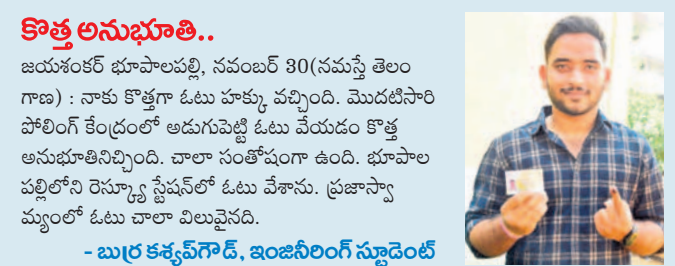 కొత్త అనుభూతి..
జయశంకర్ భూపాలపల్లి, నవంబర్ 30(నమస్తే తెలం
గాణ) : నాకు కొత్తగా ఓటు హక్కు వచ్చింది. మొదటిసారి
పోలింగ్ కేంద్రంలో అడుగుపెట్టి ఓటు వేయడం కొత్త
అనుభూతినిచ్చింది. చాలా సంతోషంగా ఉంది. భూపాల
పల్లిలోని రెస్క్యూ స్టేషన్‌లో ఓటు వేశాను. ప్రజాస్వా
మ్యంలో ఓటు చాలా విలువైనది.
- బుర్ర కశ్యప్‌గౌడ్, ఇంజినీరింగ్ స్టూడెంట్